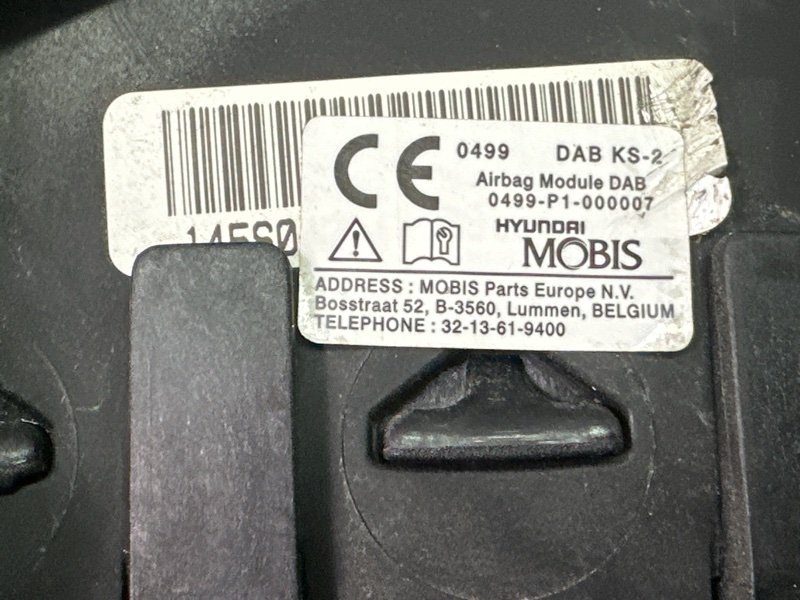 CE 0499 DAB KS-2
Airbag Module DAB
0499-P1-000007
HYUNDAI
MOBIS
ADDRESS : MOBIS Parts Europe N.V.
Bosstraat 52, B-3560, Lummen, BELGIUM
TELEPHONE : 32-13-61-9400